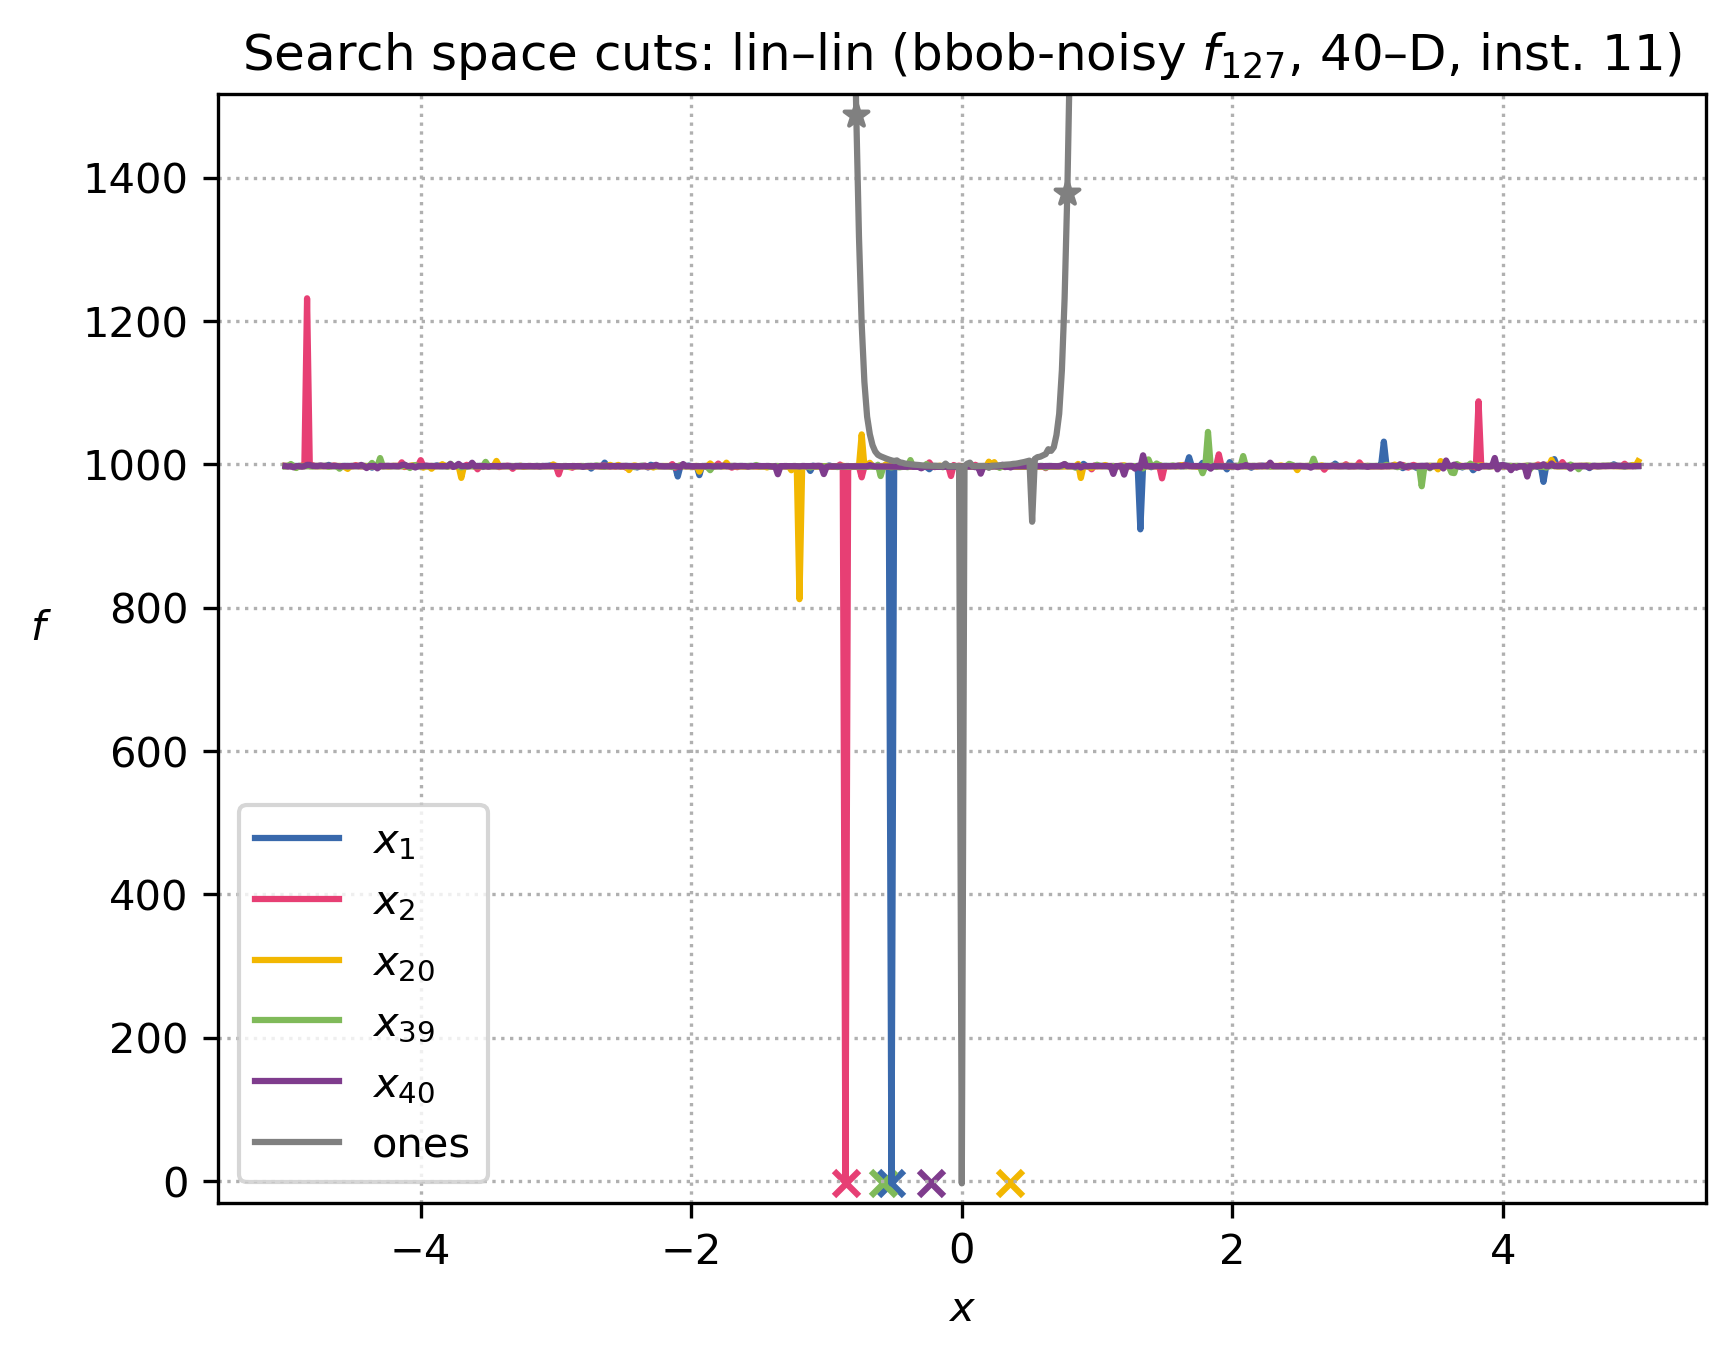 Search space cuts: lin–lin (bbob-noisy f₁₂₇, 40–D, inst. 11)
1400
1200
1000
800
600
400
200
0
f
x₁
x₂
x₂₀
x₃₉
x₄₀
ones
−4 −2 0 2 4
x